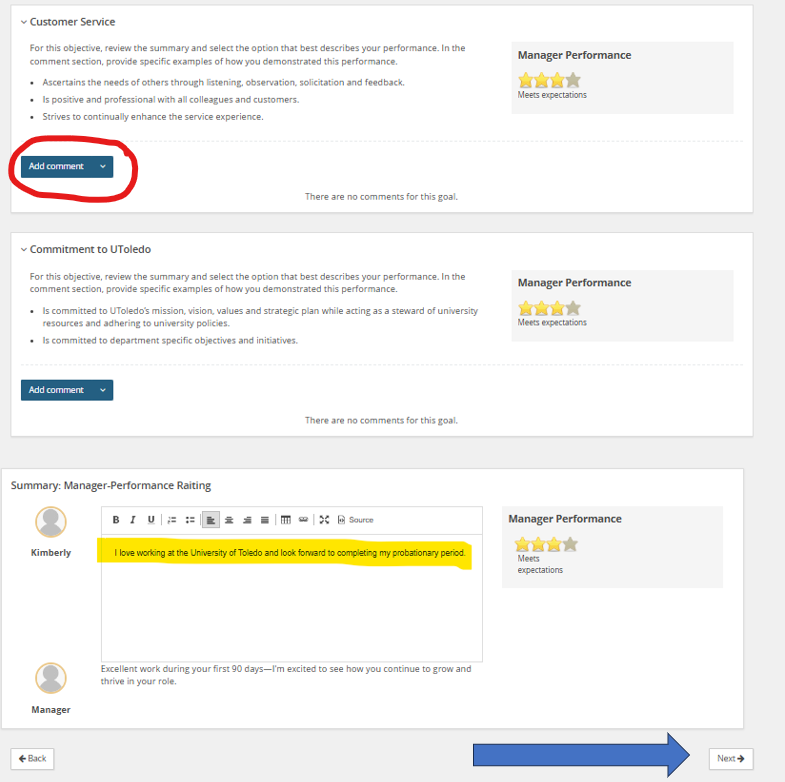 Customer Service
For this objective, review the summary and select the option that best describes your performance. In the
comment section, provide specific examples of how you demonstrated this performance.
Ascertains the needs of others through listening, observation, solicitation and feedback.
Is positive and professional with all colleagues and customers.
Strives to continually enhance the service experience.
Manager Performance
Meets expectations
Add comment
There are no comments for this goal.
Commitment to UToledo
For this objective, review the summary and select the option that best describes your performance. In the
comment section, provide specific examples of how you demonstrated this performance.
Is committed to UToledo's mission, vision, values and strategic plan while acting as a steward of university
resources and adhering to university policies.
Is committed to department specific objectives and initiatives.
Manager Performance
Meets expectations
Add comment
There are no comments for this goal.
Summary: Manager-Performance Raiting
Kimberly
B I U Source
I love working at the University of Toledo and look forward to completing my probationary period.
Manager Performance
Meets
expectations
Excellent work during your first 90 days—I'm excited to see how you continue to grow and
thrive in your role.
Manager
Back
Next